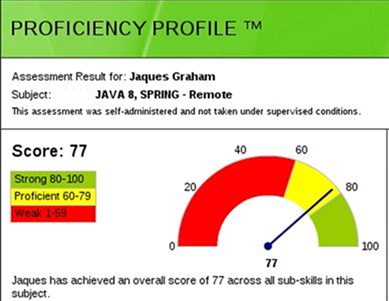 PROFICIENCY PROFILE ™
Assessment Result for: Jaques Graham
Subject: JAVA 8, SPRING - Remote
This assessment was self-administered and not taken under supervised conditions.
Score: 77
Strong 80-100
Proficient 60-79
Weak 1-59
0
20
40
60
80
100
77
Jaques has achieved an overall score of 77 across all sub-skills in this
subject.